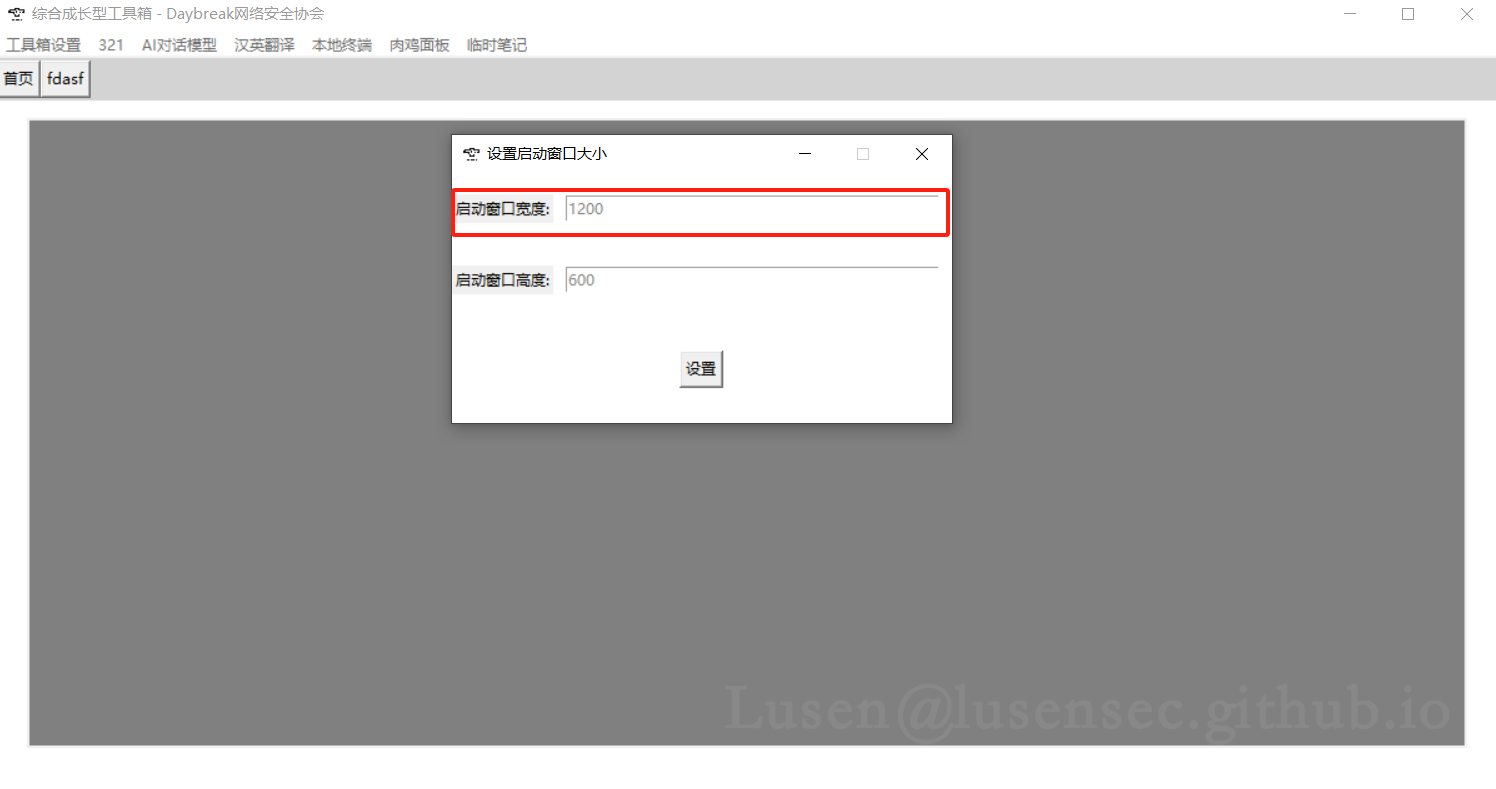 综合成长型工具箱 - Daybreak网络安全协会
工具箱设置 321 AI对话模型 汉英翻译 本地终端 肉鸡面板 临时笔记
首页 fdasf
设置启动窗口大小
启动窗口宽度: 1200
启动窗口高度: 600
设置
Lusen@lusensec.github.io